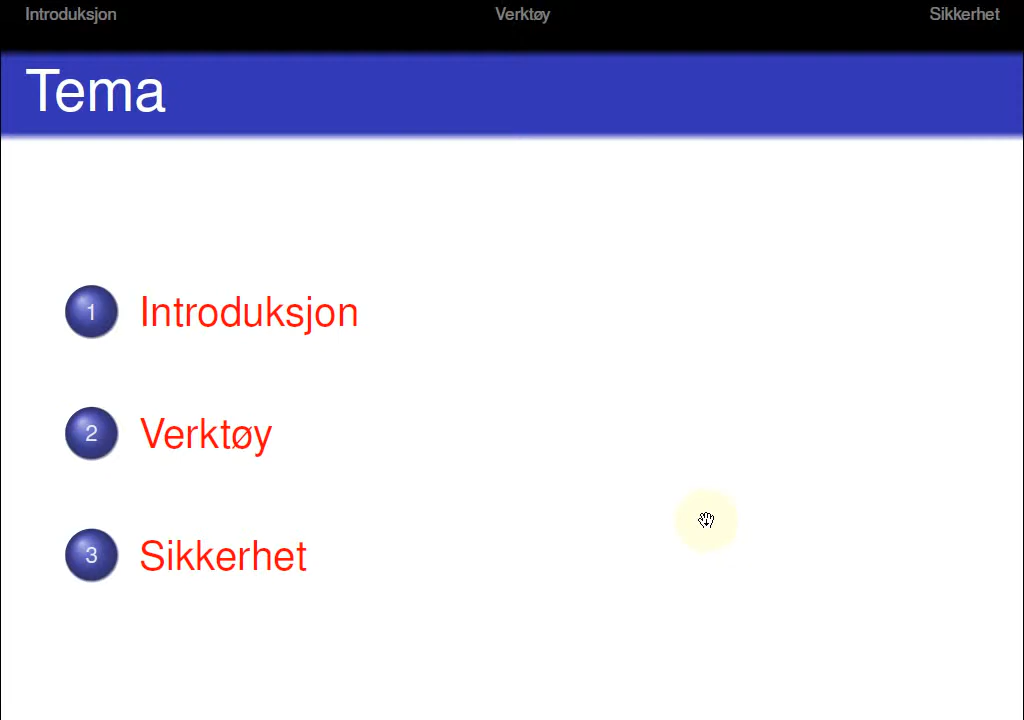 Introduksjon Verktøy Sikkerhet
Tema
1 Introduksjon
2 Verktøy
3 Sikkerhet